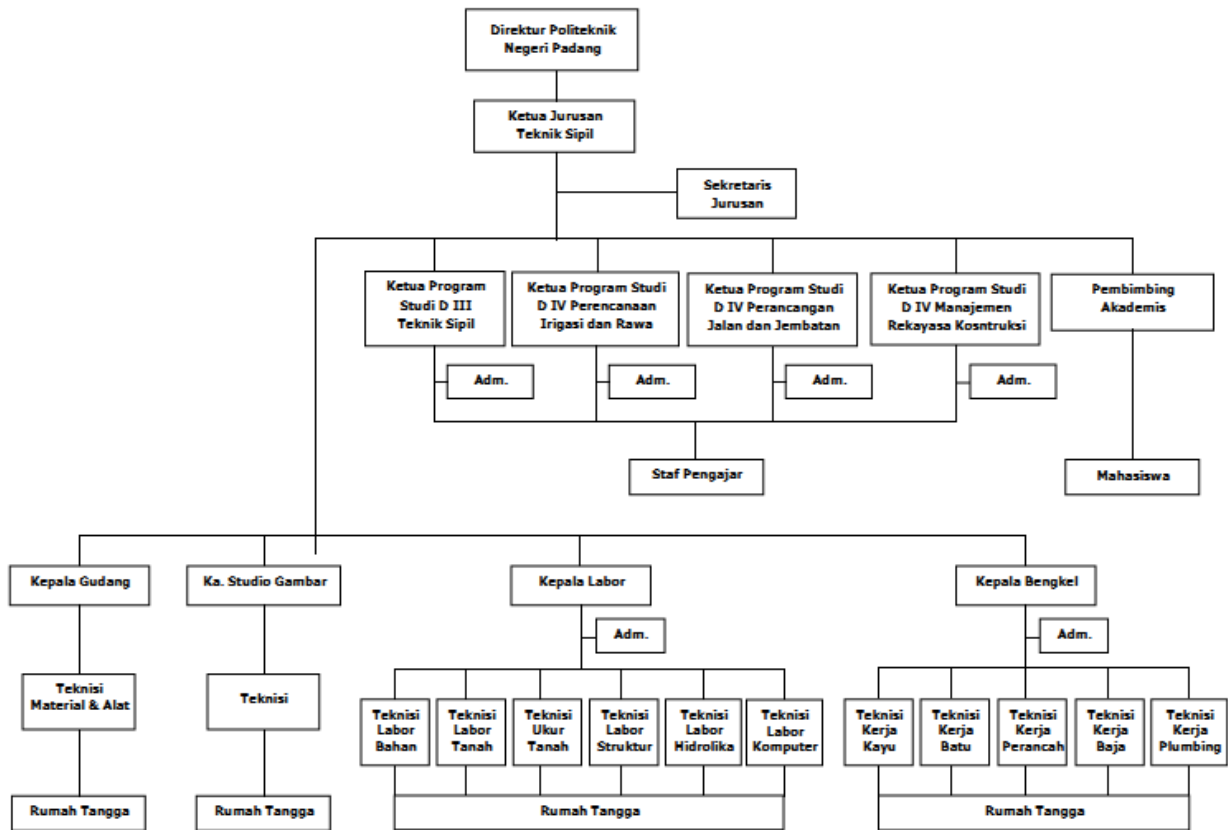 Direktur Politeknik
Negeri Padang
Ketua Jurusan
Teknik Sipil
Sekretaris
Jurusan
Ketua Program
Studi D III
Teknik Sipil
Ketua Program Studi
D IV Perencanaan
Irigasi dan Rawa
Ketua Program Studi
D IV Perancangan
Jalan dan Jembatan
Ketua Program Studi
D IV Manajemen
Rekayasa Kosntruksi
Pembimbing
Akademis
Adm.
Adm.
Adm.
Adm.
Staf Pengajar
Mahasiswa
Kepala Gudang
Ka. Studio Gambar
Kepala Labor
Kepala Bengkel
Adm.
Adm.
Teknisi
Material & Alat
Teknisi
Teknisi
Labor
Bahan
Teknisi
Labor
Tanah
Teknisi
Ukur
Tanah
Teknisi
Labor
Struktur
Teknisi
Labor
Hidrolika
Teknisi
Labor
Komputer
Teknisi
Kerja
Kayu
Teknisi
Kerja
Batu
Teknisi
Kerja
Perancah
Teknisi
Kerja
Baja
Teknisi
Kerja
Plumbing
Rumah Tangga
Rumah Tangga
Rumah Tangga
Rumah Tangga